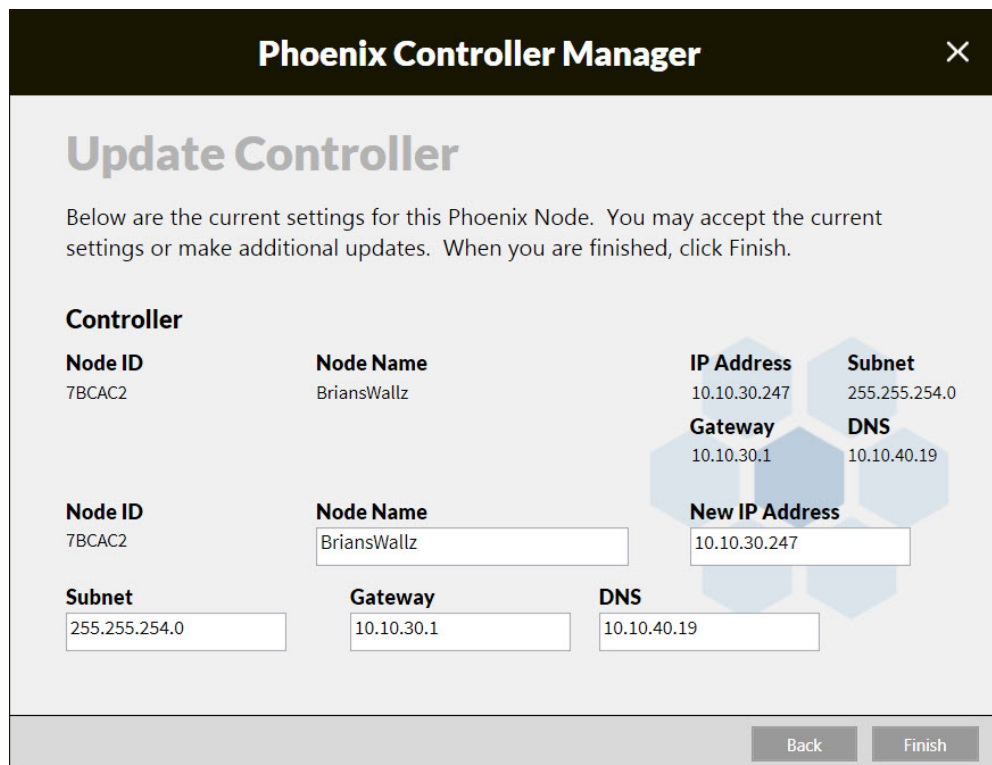 Phoenix Controller Manager
Update Controller
Below are the current settings for this Phoenix Node. You may accept the current
settings or make additional updates. When you are finished, click Finish.
Controller
Node ID Node Name IP Address Subnet
7BCAC2 BriansWallz 10.10.30.247 255.255.254.0
Gateway DNS
10.10.30.1 10.10.40.19
Node ID Node Name New IP Address
7BCAC2 BriansWallz 10.10.30.247
Subnet Gateway DNS
255.255.254.0 10.10.30.1 10.10.40.19
Back Finish